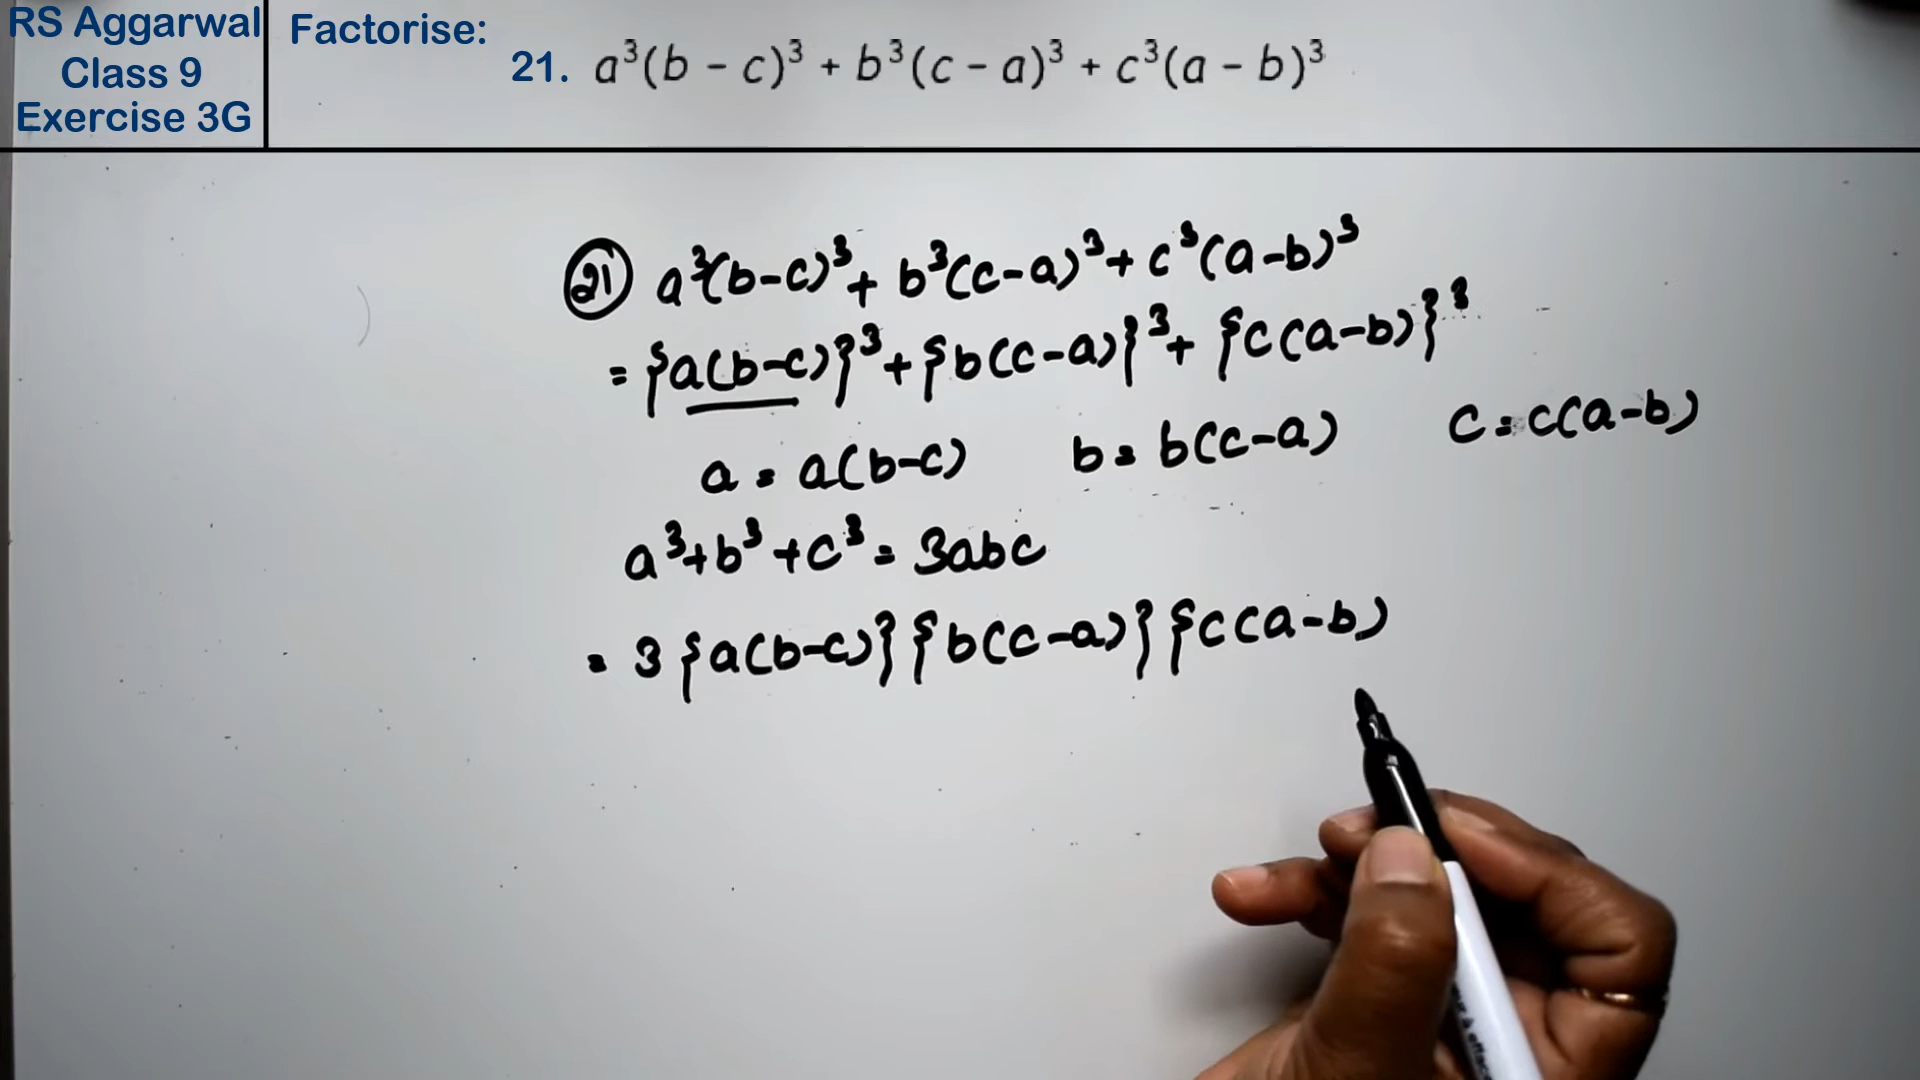 RS Aggarwal
Class 9
Exercise 3G
Factorise:
21. a³(b - c)³ + b³(c - a)³ + c³(a - b)³
21 a³(b-c)³ + b³(c-a)³ + c³(a-b)³
= {a(b-c)}³ + {b(c-a)}³ + {c(a-b)}³
a = a(b-c) b = b(c-a) c = c(a-b)
a³+b³+c³ = 3abc
= 3{a(b-c)}{b(c-a)}{c(a-b)